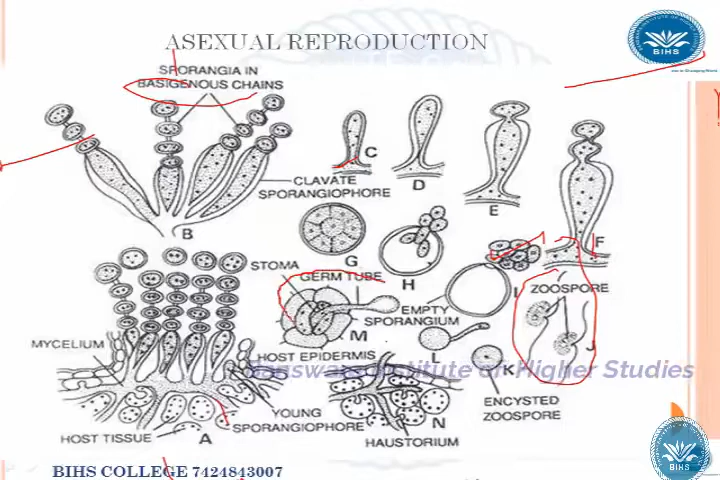 ASEXUAL REPRODUCTION
BIHS
SPORANGIA IN
BASIGENOUS CHAINS
C
D
E
F
CLAVATE
SPORANGIOPHORE
B
G
H
I
STOMA
GERM TUBE
ZOOSPORE
EMPTY
SPORANGIUM
M
L
K
J
MYCELIUM
HOST EPIDERMIS
Institute of Higher Studies
ENCYSTED
ZOOSPORE
YOUNG
SPORANGIOPHORE
N
HOST TISSUE
A
HAUSTORIUM
BIHS
BIHS COLLEGE 7424843007